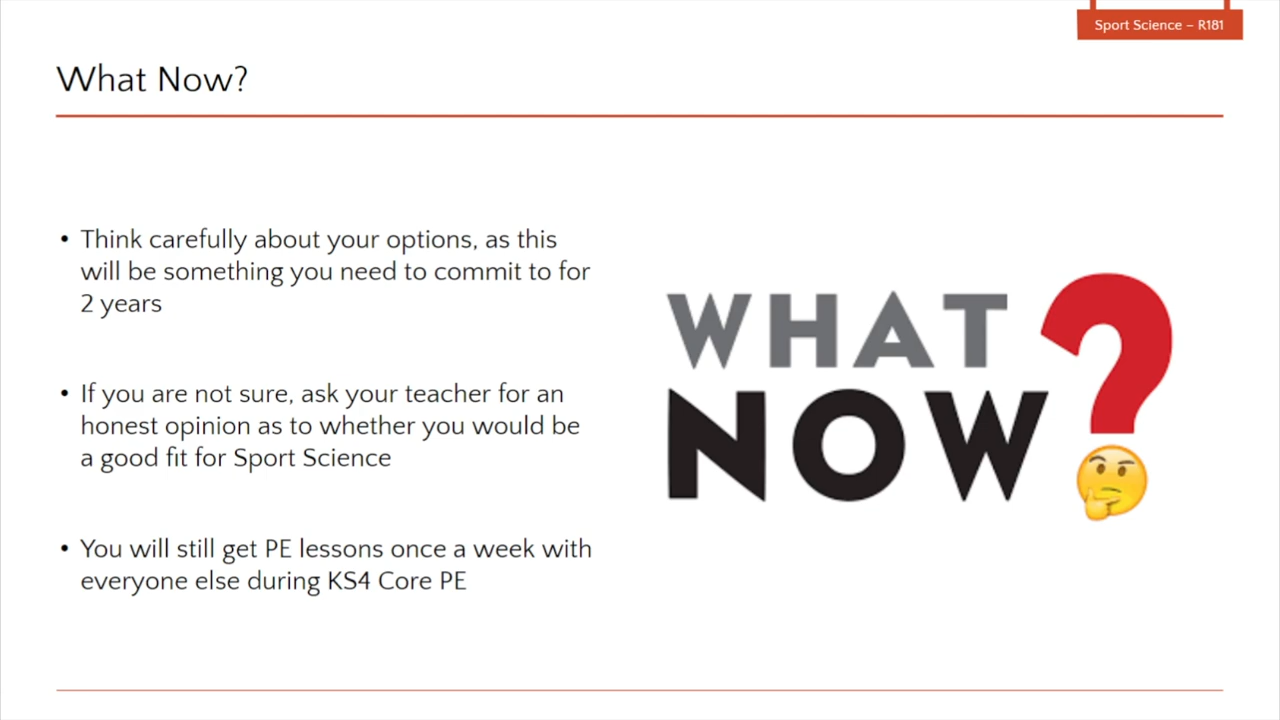 Sport Science – R181
What Now?
• Think carefully about your options, as this
will be something you need to commit to for
2 years
• If you are not sure, ask your teacher for an
honest opinion as to whether you would be
a good fit for Sport Science
• You will still get PE lessons once a week with
everyone else during KS4 Core PE
WHAT
NOW?